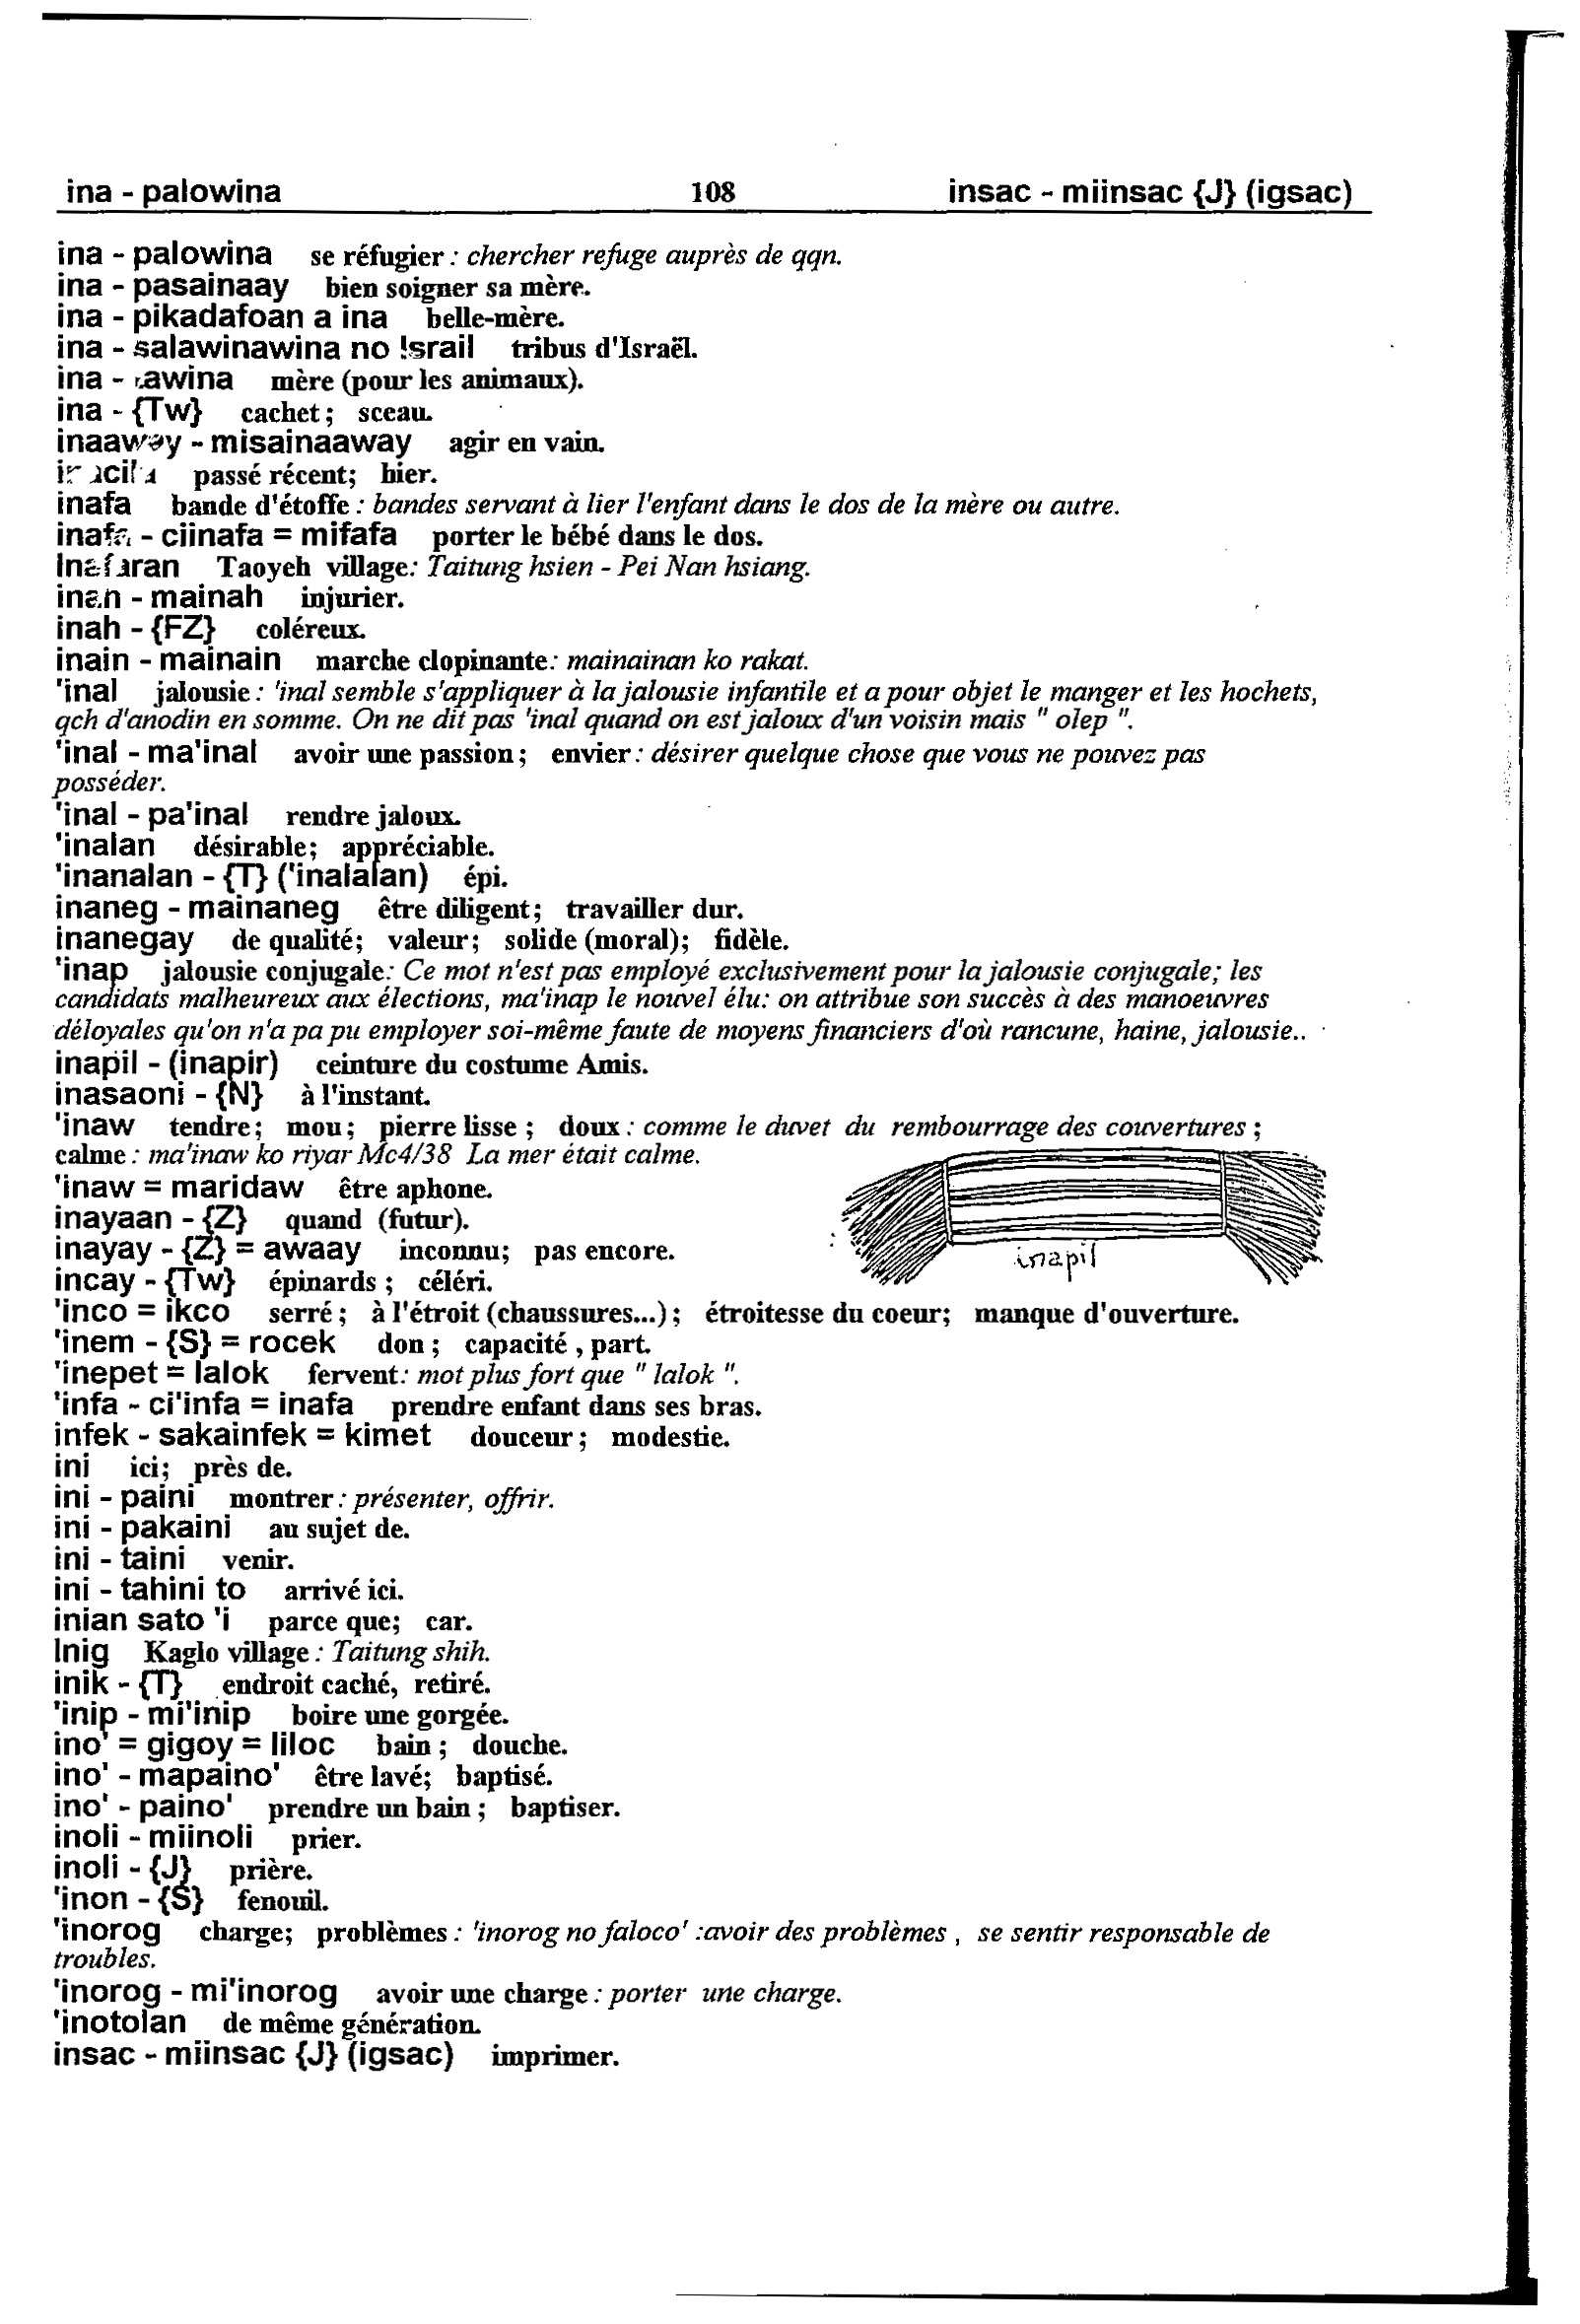 ina - palowina 108 insac - miinsac {J} (igsac)
ina - palowina se réfugier : chercher refuge auprès de qqn.
ina - pasainaay bien soigner sa mère.
ina - pikadafoan a ina belle-mère.
ina - salawinawina no Israil tribus d'Israël.
ina - mère (pour les animaux).
ina - {Tw} cachet ; sceau.
inaaway - misainaaway agir en vain.
passé récent; hier.
inafa bande d'étoffe : bandes servant à lier l'enfant dans le dos de la mère ou autre.
inafa - ciinafa = mifafa porter le bébé dans le dos.
Inafaran Taoyeh village: Taitung hsien - Pei Nan hsiang.
inah - mainah injurier.
inah - {FZ} coléreux.
inain - mainain marche clopinante: mainainan ko rakat.
'inal jalousie : 'inal semble s'appliquer à la jalousie infantile et a pour objet le manger et les hochets,
qch d'anodin en somme. On ne dit pas 'inal quand on est jaloux d'un voisin mais " olep ".
'inal - ma'inal avoir une passion ; envier : désirer quelque chose que vous ne pouvez pas
posséder.
'inal - pa'inal rendre jaloux.
'inalan désirable; appréciable.
'inanalan - {T} ('inalalan) épi.
inaneg - mainaneg être diligent ; travailler dur.
inanegay de qualité; valeur ; solide (moral); fidèle.
'inap jalousie conjugale: Ce mot n'est pas employé exclusivement pour la jalousie conjugale; les
candidats malheureux aux élections, ma'inap le nouvel élu: on attribue son succès à des manoeuvres
déloyales qu'on n'a pa pu employer soi-même faute de moyens financiers d'où rancune, haine, jalousie..
inapil - (inapir) ceinture du costume Amis.
inasaoni - {N} à l'instant.
'inaw tendre ; mou ; pierre lisse ; doux : comme le duvet du rembourrage des couvertures ;
calme : ma'inaw ko riyar Mc4/38 La mer était calme.
'inaw = maridaw être aphone.
inayaan - {Z} quand (futur).
inayay - {Z} = awaay inconnu; pas encore.
inapil
incay - {Tw} épinards ; céléri.
'inco = ikco serré ; à l'étroit (chaussures...) ; étroitesse du coeur; manque d'ouverture.
'inem - {S} = rocek don ; capacité , part.
'inepet = lalok fervent: mot plus fort que " lalok ".
'infa - ci'infa = inafa prendre enfant dans ses bras.
infek - sakainfek = kimet douceur ; modestie.
ini ici; près de.
ini - paini montrer : présenter, offrir.
ini - pakaini au sujet de.
ini - taini venir.
ini - tahini to arrivé ici.
inian sato 'i parce que; car.
Inig Kaglo village : Taitung shih.
inik - {T} endroit caché, retiré.
'inip - mi'inip boire une gorgée.
ino' = gigoy = liloc bain ; douche.
ino' - mapaino' être lavé; baptisé.
ino' - paino' prendre un bain ; baptiser.
inoli - miinoli prier.
inoli - {J} prière.
'inon - {S} fenouil.
'inorog charge; problèmes : 'inorog no faloco' :avoir des problèmes , se sentir responsable de
troubles.
'inorog - mi'inorog avoir une charge : porter une charge.
'inotolan de même génération.
insac - miinsac {J} (igsac) imprimer.